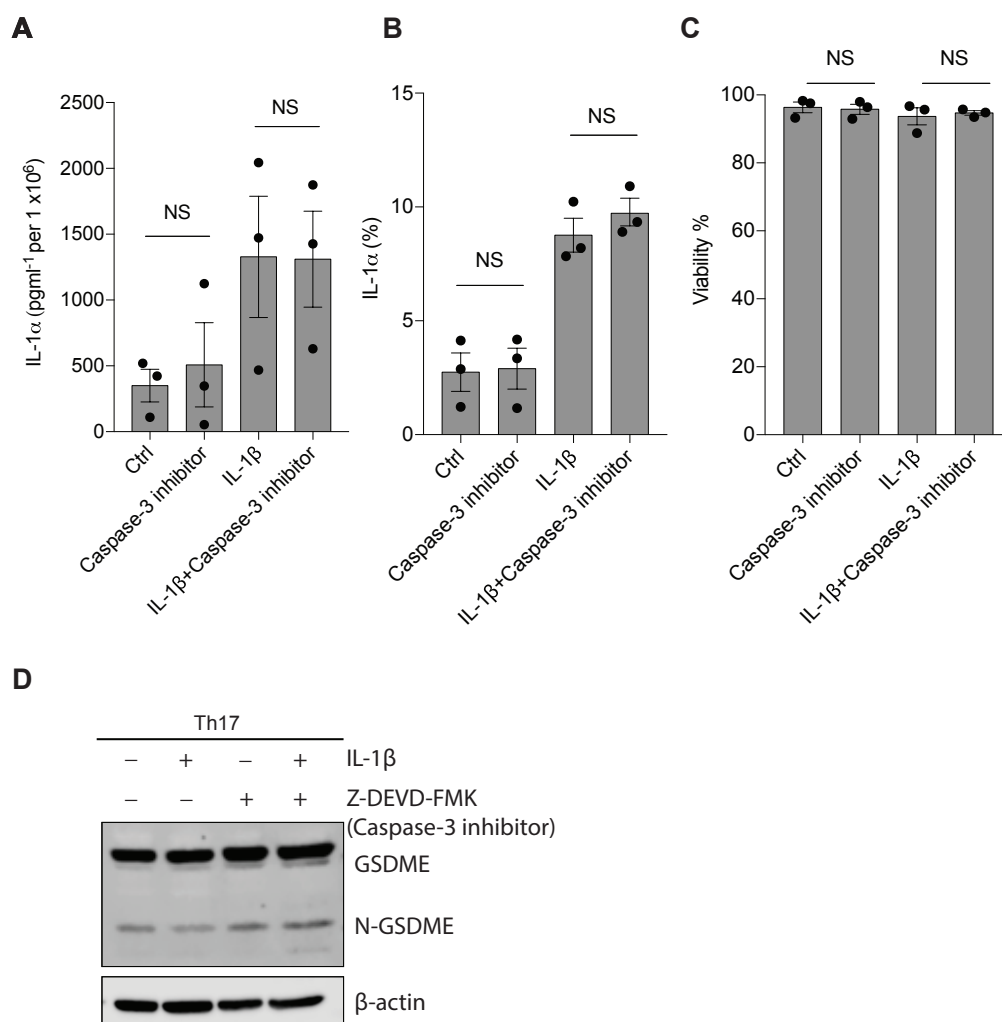 A
IL-1α (pgml⁻¹ per 1 x10⁶)
2500
2000
1500
1000
500
0
NS
NS
Ctrl
Caspase-3 inhibitor
IL-1β
IL-1β+Caspase-3 inhibitor
B
IL-1α (%)
15
10
5
0
NS
NS
Ctrl
Caspase-3 inhibitor
IL-1β
IL-1β+Caspase-3 inhibitor
C
Viability %
100
80
60
40
20
0
NS
NS
Ctrl
Caspase-3 inhibitor
IL-1β
IL-1β+Caspase-3 inhibitor
D
Th17
– + – + IL-1β
– – + + Z-DEVD-FMK
(Caspase-3 inhibitor)
GSDME
N-GSDME
β-actin